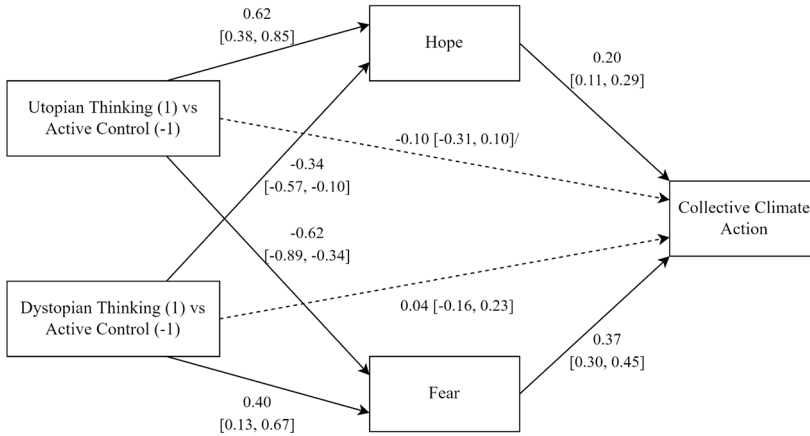 0.62
[0.38, 0.85]
Hope
0.20
[0.11, 0.29]
Utopian Thinking (1) vs
Active Control (-1)
-0.10 [-0.31, 0.10]/
-0.34
[-0.57, -0.10]
Collective Climate
Action
-0.62
[-0.89, -0.34]
Dystopian Thinking (1) vs
Active Control (-1)
0.04 [-0.16, 0.23]
0.37
[0.30, 0.45]
Fear
0.40
[0.13, 0.67]